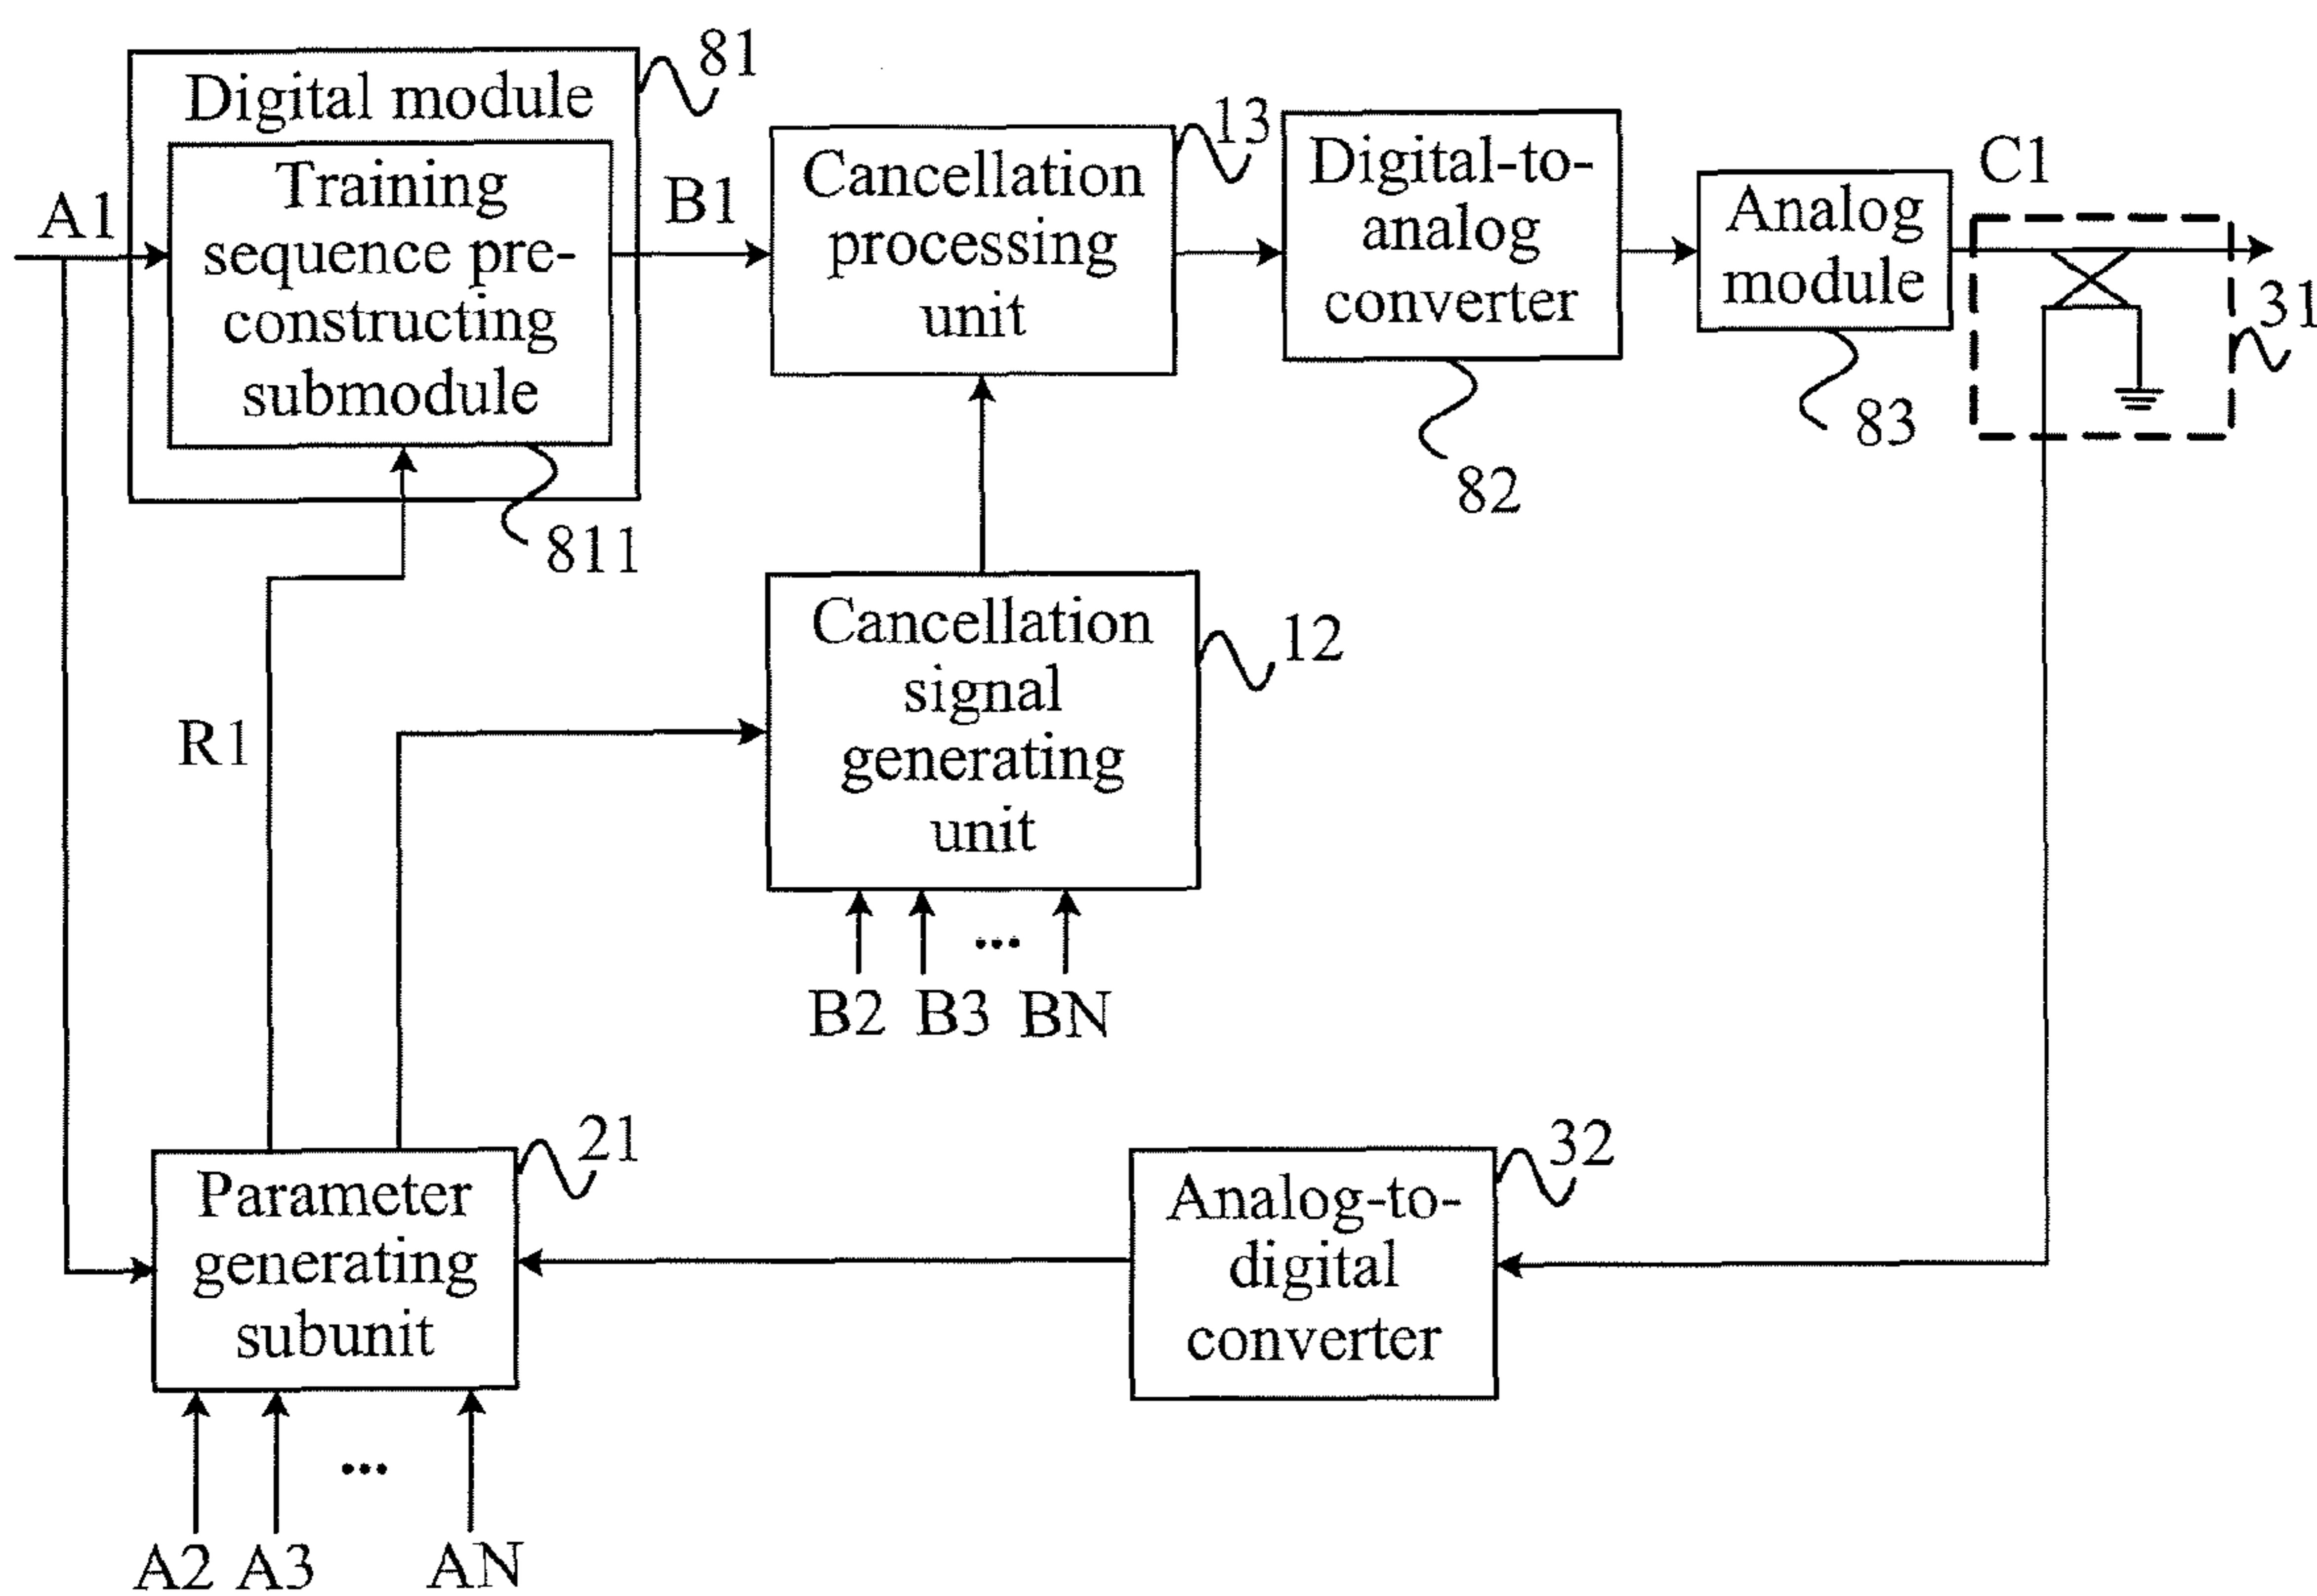 81
Digital module
Training
sequence pre-
constructing
submodule
811
A1
B1
13
Cancellation
processing
unit
Digital-to-
analog
converter
82
Analog
module
83
C1
31
R1
Cancellation
signal
generating
unit
12
B2 B3 ... BN
21
Parameter
generating
subunit
32
Analog-to-
digital
converter
...
A2 A3 AN